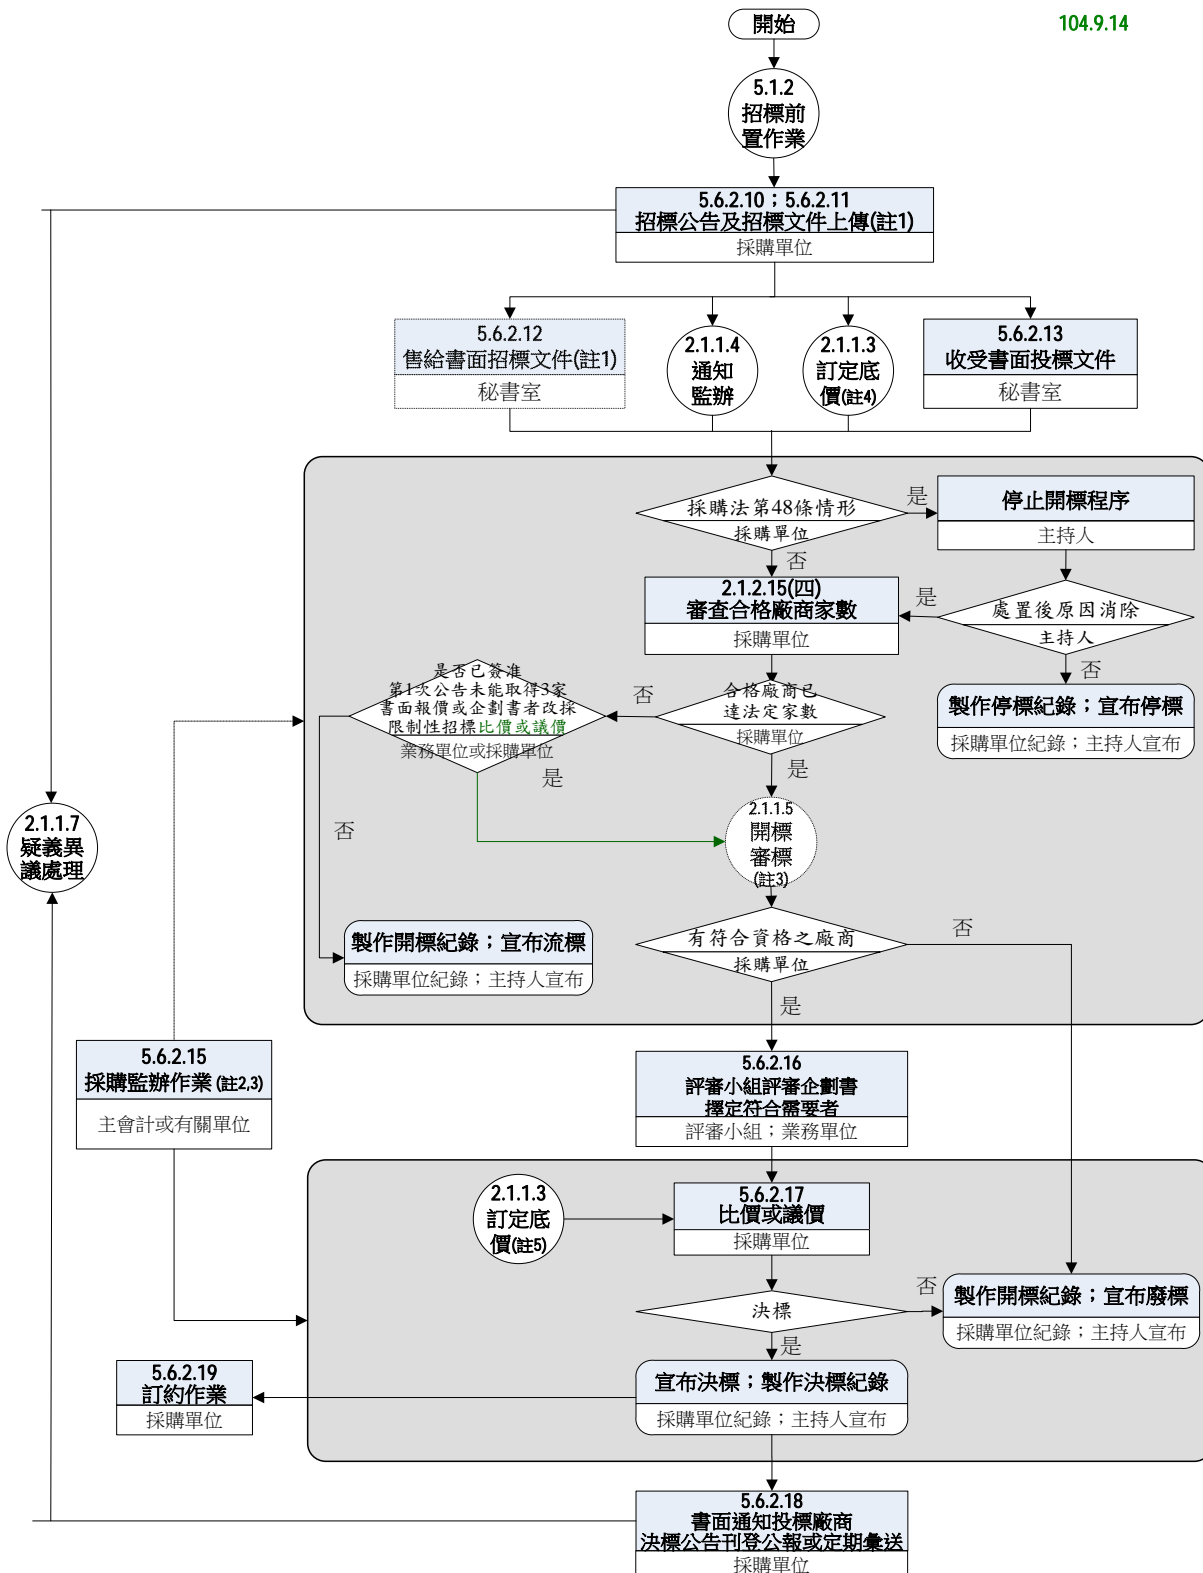 開始
104.9.14
5.1.2
招標前
置作業
5.6.2.10；5.6.2.11
招標公告及招標文件上傳(註1)
採購單位
5.6.2.12
售給書面招標文件(註1)
秘書室
2.1.1.4
通知
監辦
2.1.1.3
訂定底
價(註4)
5.6.2.13
收受書面投標文件
秘書室
採購法第48條情形
採購單位
是
否
停止開標程序
主持人
2.1.2.15(四)
審查合格廠商家數
採購單位
是
處置後原因消除
主持人
否
製作停標紀錄；宣布停標
採購單位紀錄；主持人宣布
是否已簽准
第1次公告未能取得3家
書面報價或企劃書者改採
限制性招標比價或議價
業務單位或採購單位
否
合格廠商已
達法定家數
採購單位
是
是
否
2.1.1.5
開標
審標
(註3)
2.1.1.7
疑義異
議處理
製作開標紀錄；宣布流標
採購單位紀錄；主持人宣布
有符合資格之廠商
採購單位
否
是
5.6.2.15
採購監辦作業(註2,3)
主會計或有關單位
5.6.2.16
評審小組評審企劃書
擇定符合需要者
評審小組；業務單位
2.1.1.3
訂定底
價(註5)
5.6.2.17
比價或議價
採購單位
決標
否
是
製作開標紀錄；宣布廢標
採購單位紀錄；主持人宣布
5.6.2.19
訂約作業
採購單位
宣布決標；製作決標紀錄
採購單位紀錄；主持人宣布
5.6.2.18
書面通知投標廠商
決標公告刊登公報或定期彙送
採購單位